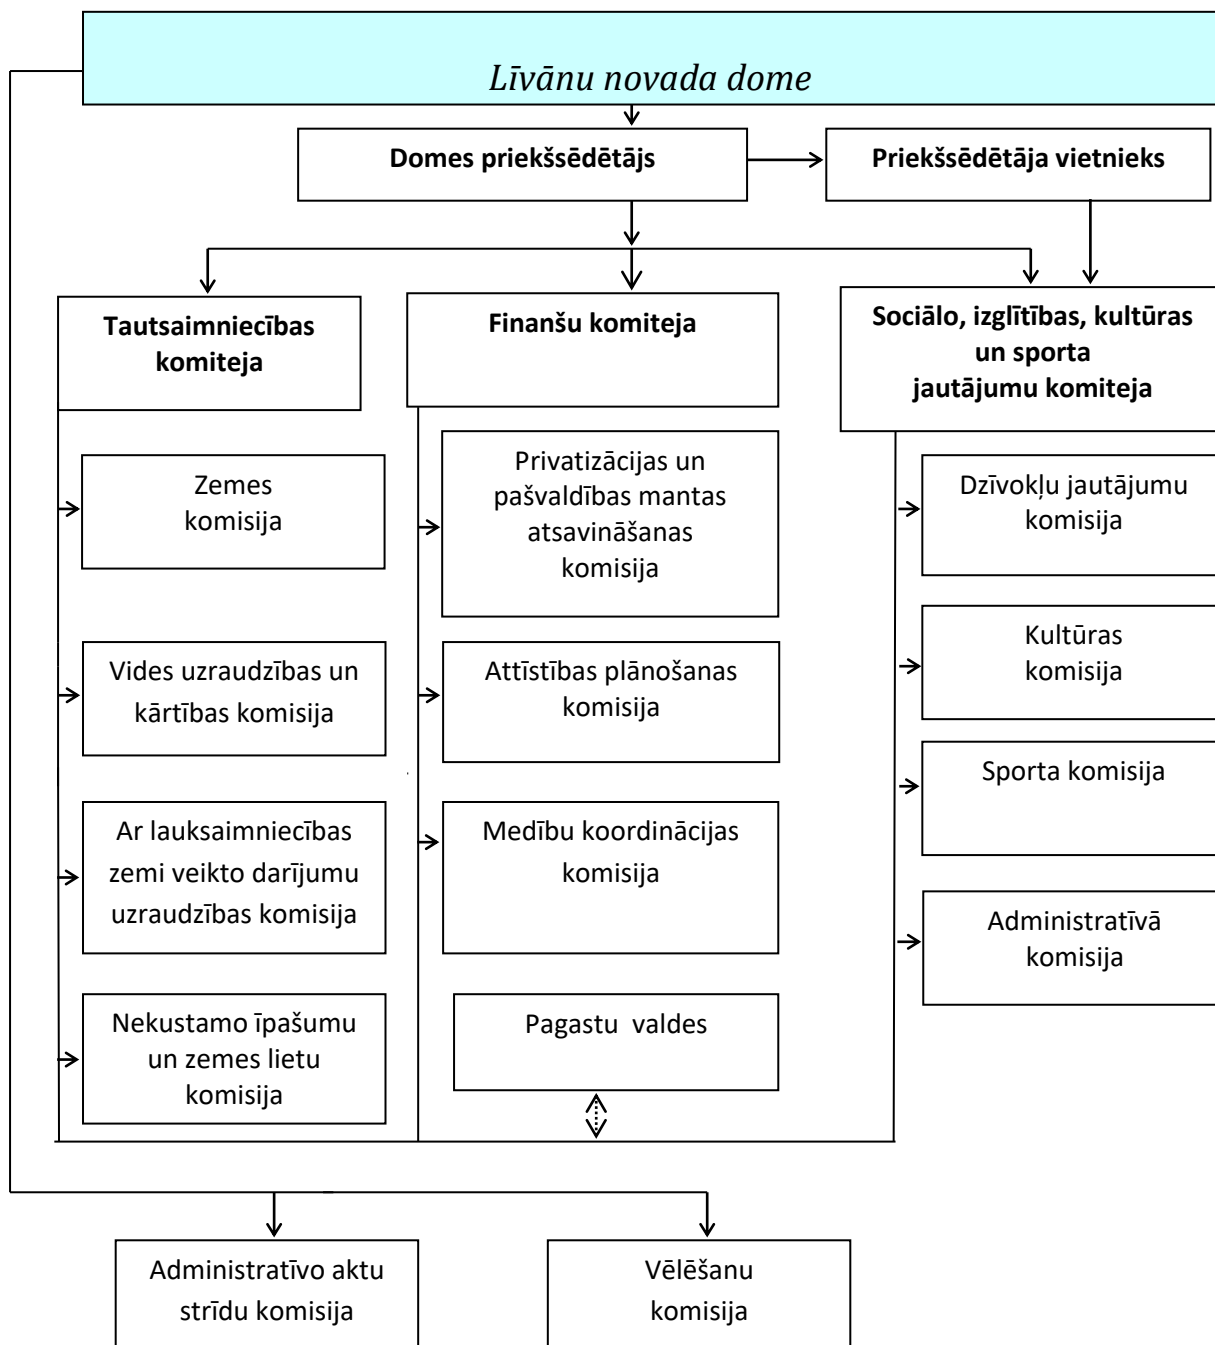 Līvānu novada dome
Domes priekšsēdētājs
Priekšsēdētāja vietnieks
Tautsaimniecības
komiteja
Finanšu komiteja
Sociālo, izglītības, kultūras
un sporta
jautājumu komiteja
Zemes
komisija
Privatizācijas un
pašvaldības mantas
atsavināšanas
komisija
Dzīvokļu jautājumu
komisija
Vides uzraudzības un
kārtības komisija
Attīstības plānošanas
komisija
Kultūras
komisija
Ar lauksaimniecības
zemi veikto darījumu
uzraudzības komisija
Medību koordinācijas
komisija
Sporta komisija
Nekustamo īpašumu
un zemes lietu
komisija
Pagastu valdes
Administratīvā
komisija
Administratīvo aktu
strīdu komisija
Vēlēšanu
komisija